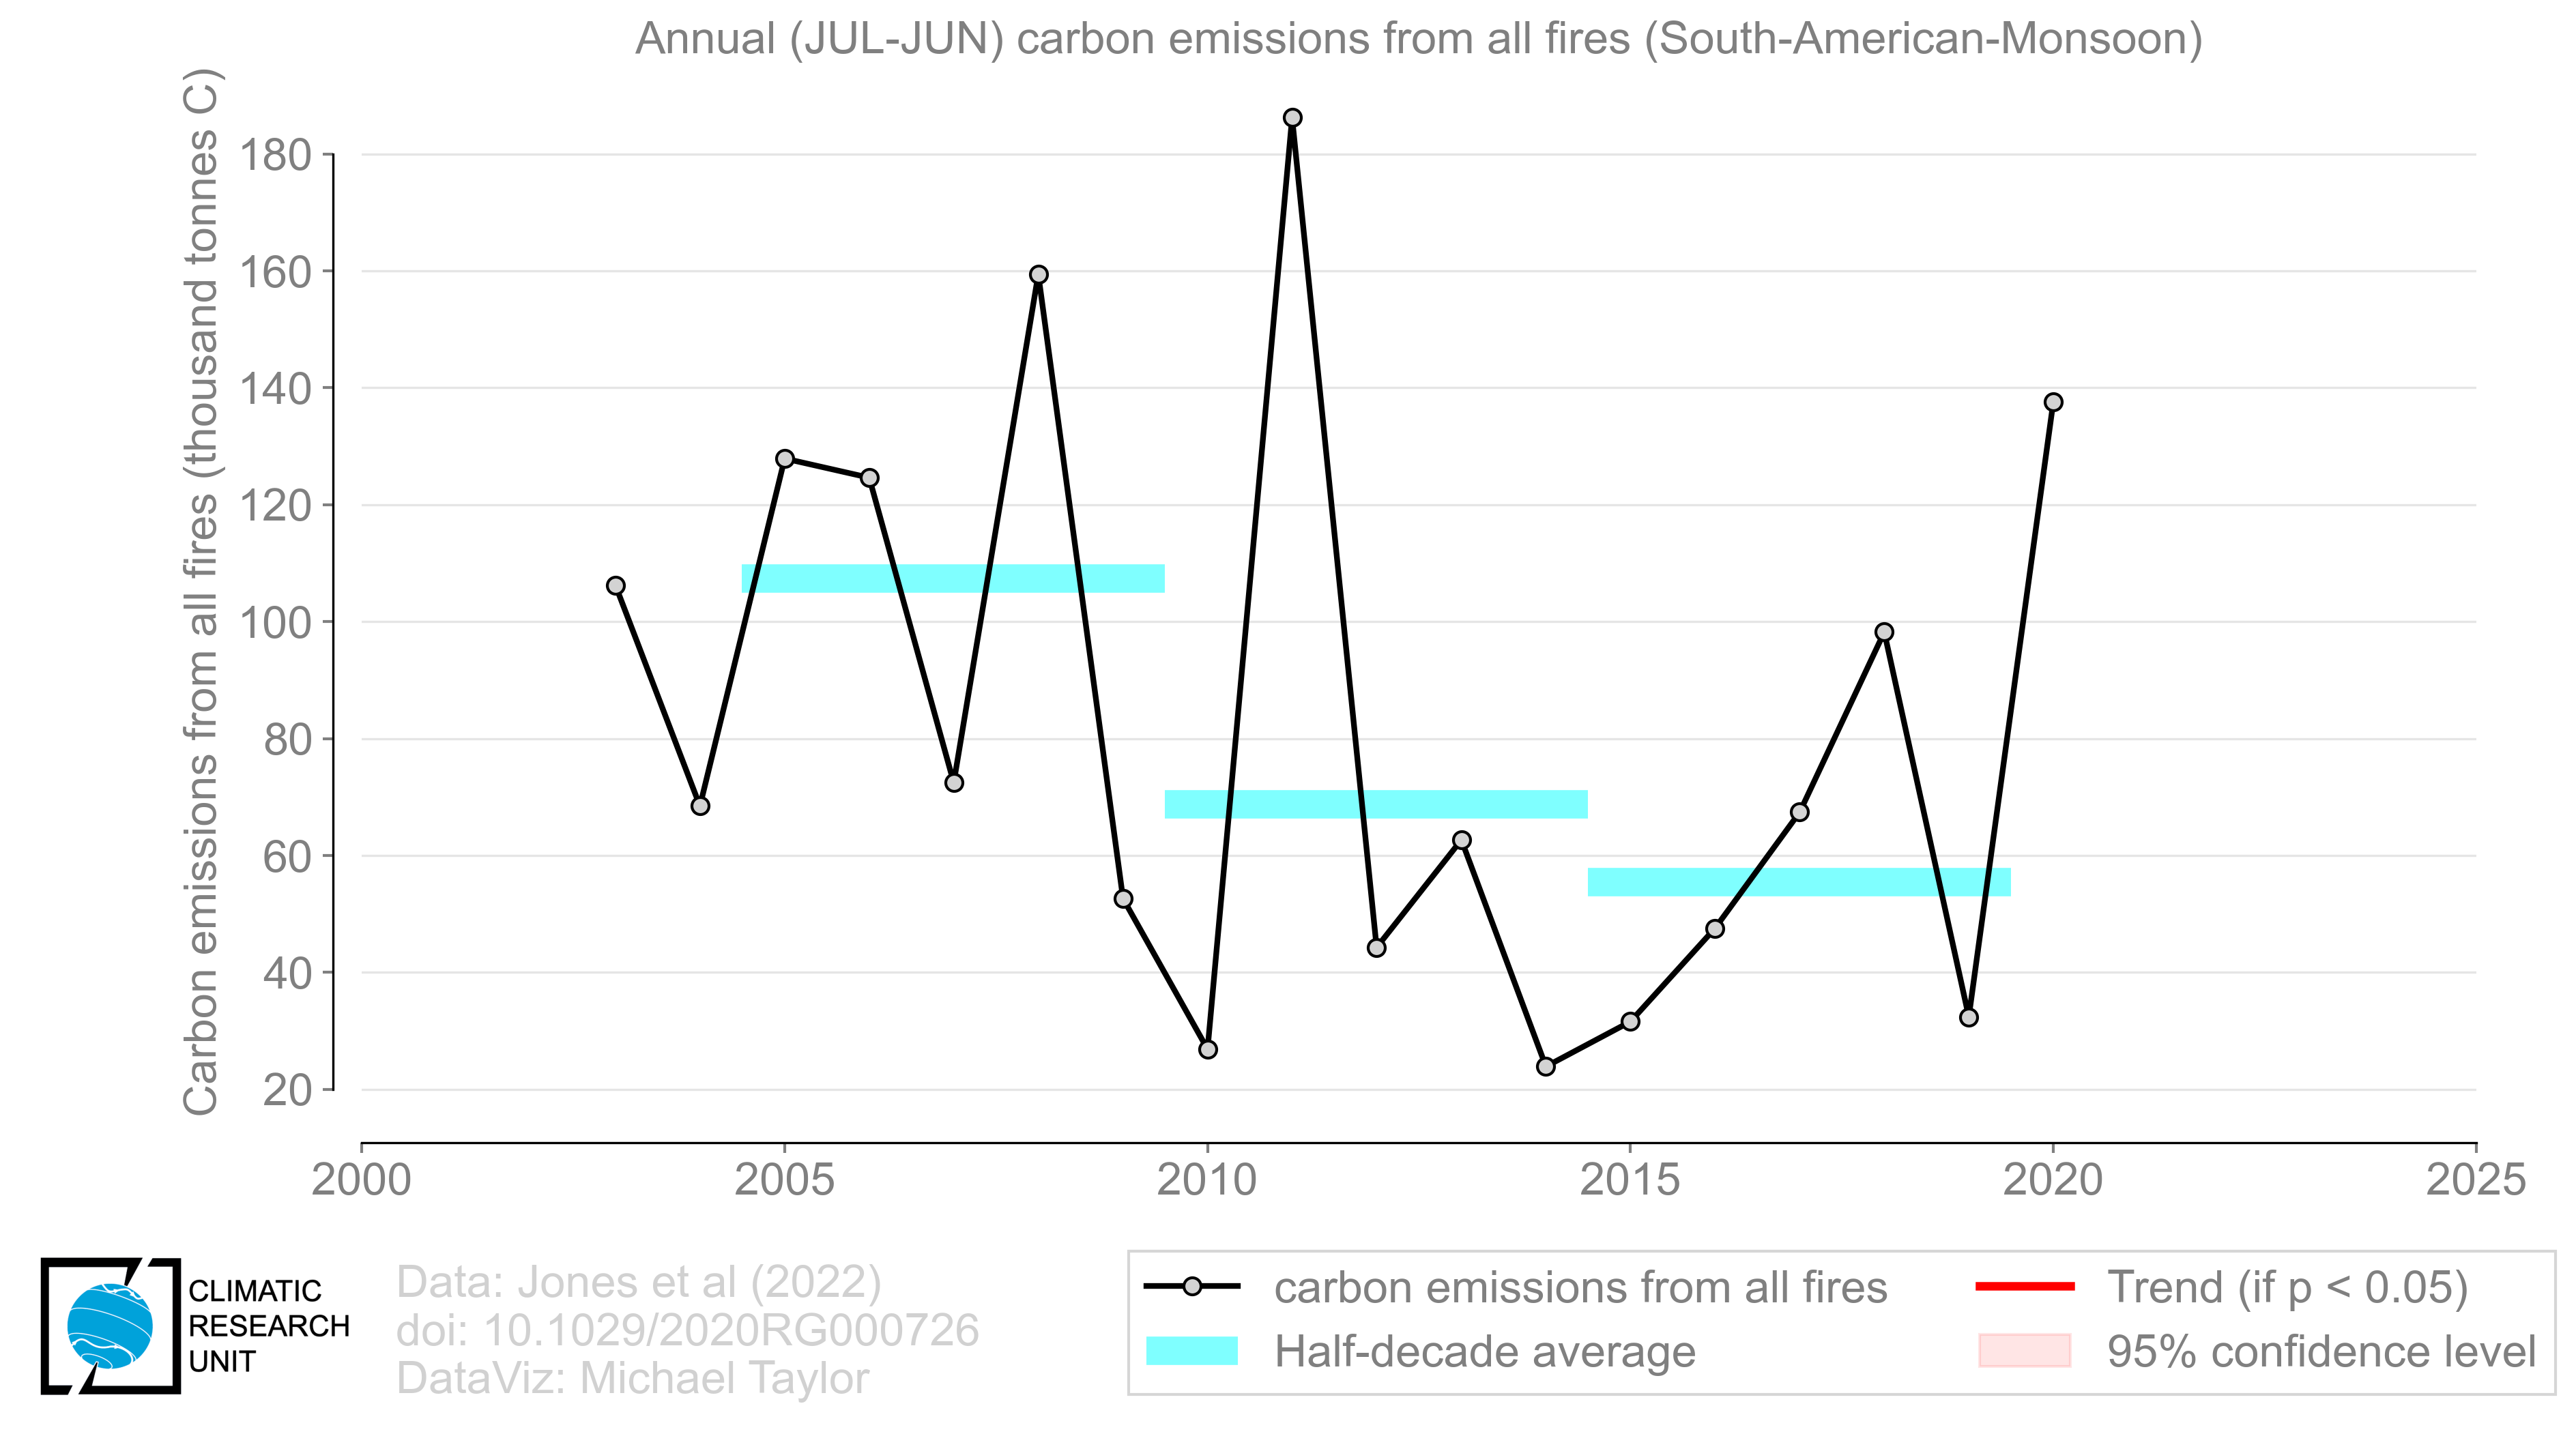 Annual (JUL-JUN) carbon emissions from all fires (South-American-Monsoon)
Carbon emissions from all fires (thousand tonnes C)
180
160
140
120
100
80
60
40
20
2000 2005 2010 2015 2020 2025
CLIMATIC
RESEARCH
UNIT
Data: Jones et al (2022)
doi: 10.1029/2020RG000726
DataViz: Michael Taylor
carbon emissions from all fires
Half-decade average
Trend (if p < 0.05)
95% confidence level